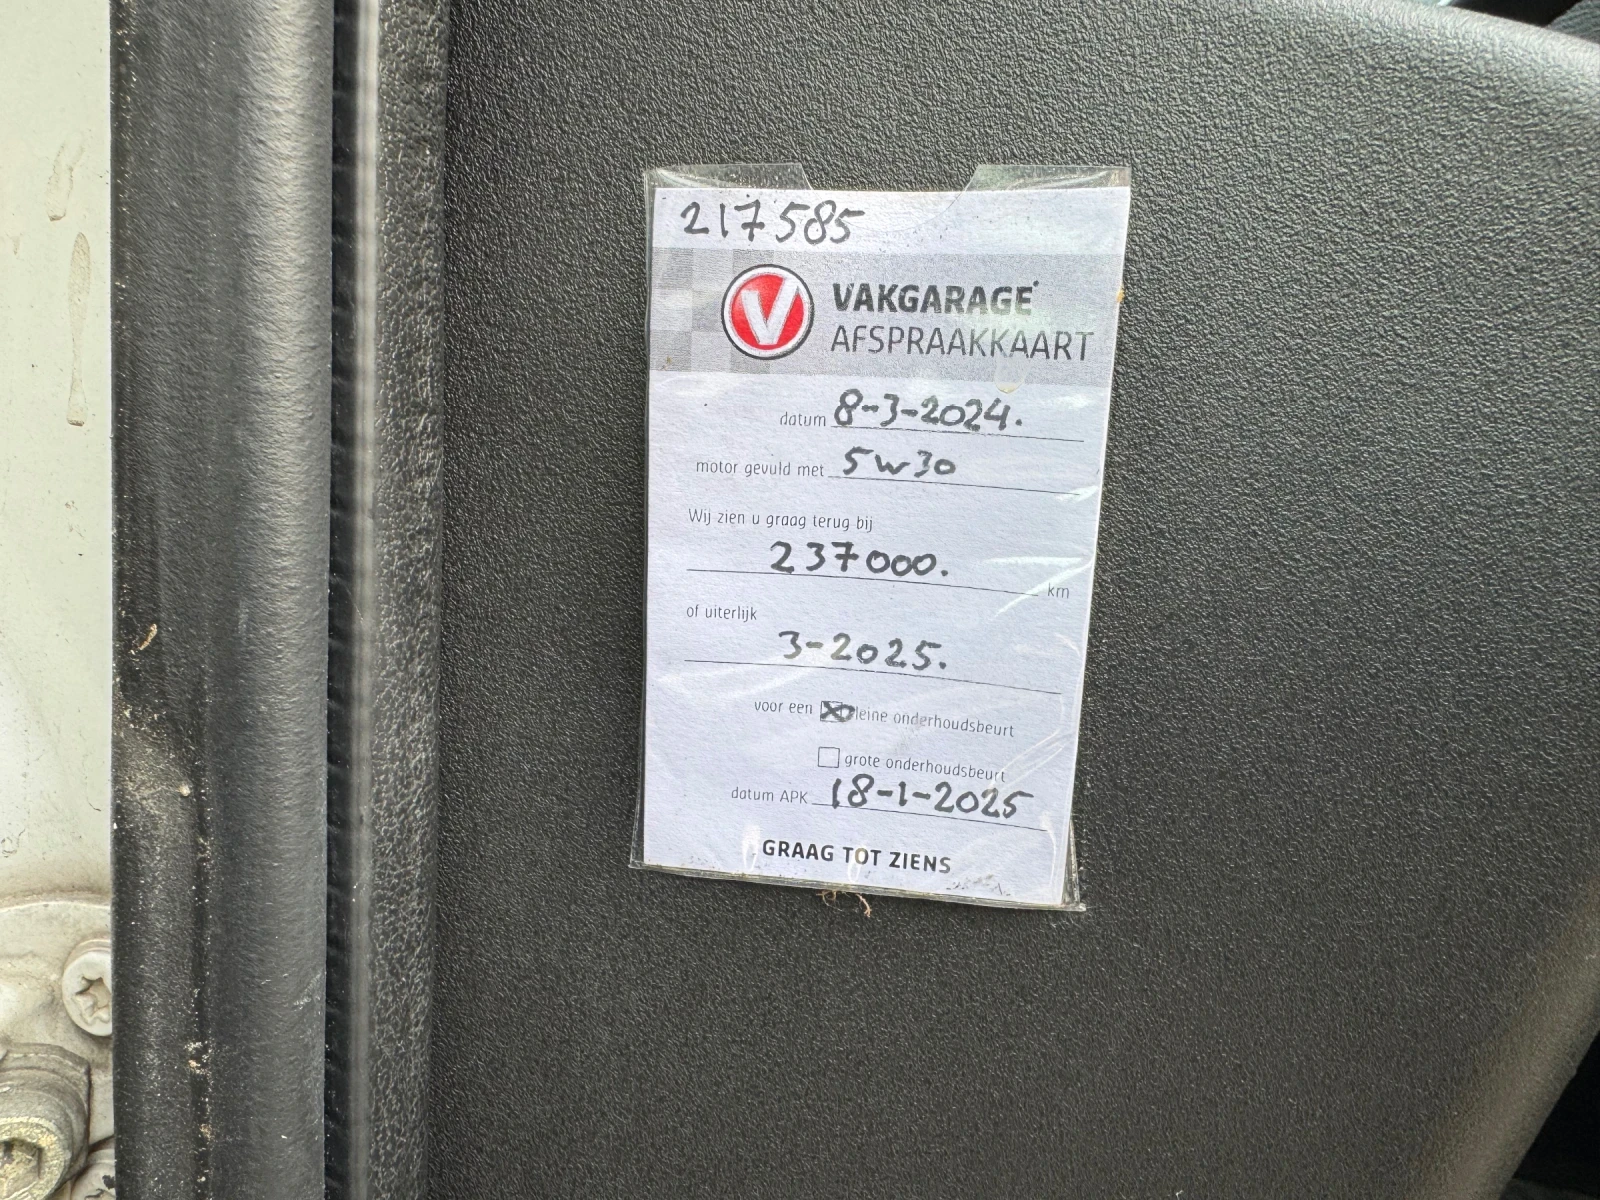 217585
V VAKGARAGE
AFSPRAAKKAART
datum 8-3-2024.
motor gevuld met 5w30
Wij zien u graag terug bij
237000. km
of uiterlijk
3-2025.
voor een kleine onderhoudsbeurt
grote onderhoudsbeurt
datum APK 18-1-2025
GRAAG TOT ZIENS